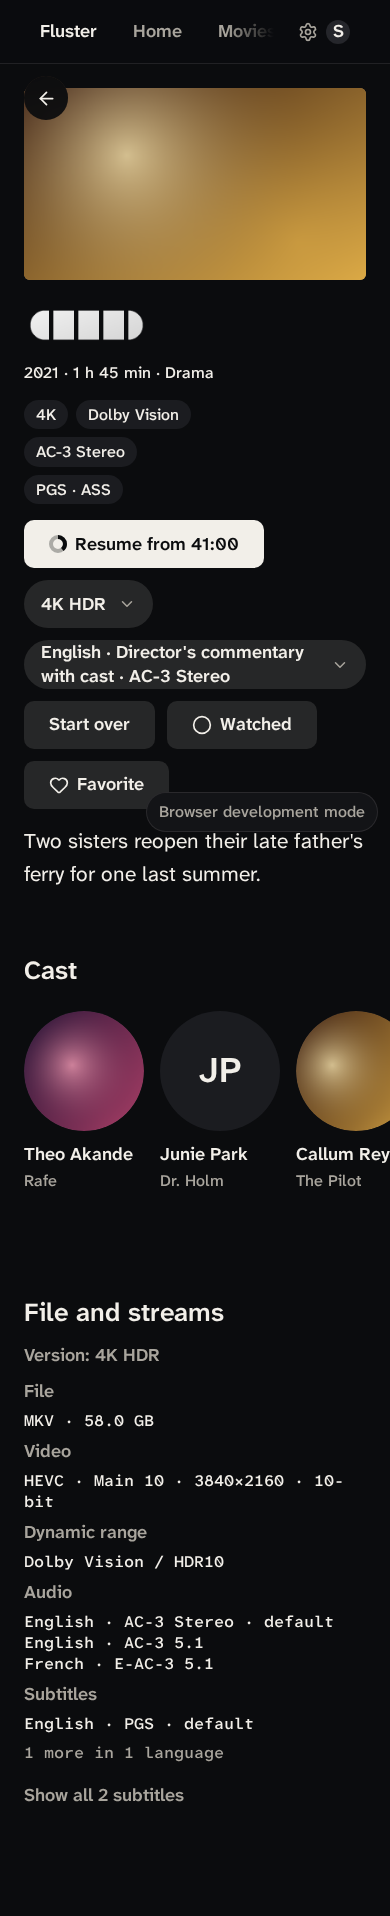 Fluster Home Movies S
2021 · 1 h 45 min · Drama
4K Dolby Vision
AC-3 Stereo
PGS · ASS
Resume from 41:00
4K HDR
English · Director's commentary
with cast · AC-3 Stereo
Start over Watched
Favorite
Browser development mode
Two sisters reopen their late father's
ferry for one last summer.
Cast
JP
Theo Akande Junie Park Callum Rey
Rafe Dr. Holm The Pilot
File and streams
Version: 4K HDR
File
MKV · 58.0 GB
Video
HEVC · Main 10 · 3840×2160 · 10-
bit
Dynamic range
Dolby Vision / HDR10
Audio
English · AC-3 Stereo · default
English · AC-3 5.1
French · E-AC-3 5.1
Subtitles
English · PGS · default
1 more in 1 language
Show all 2 subtitles